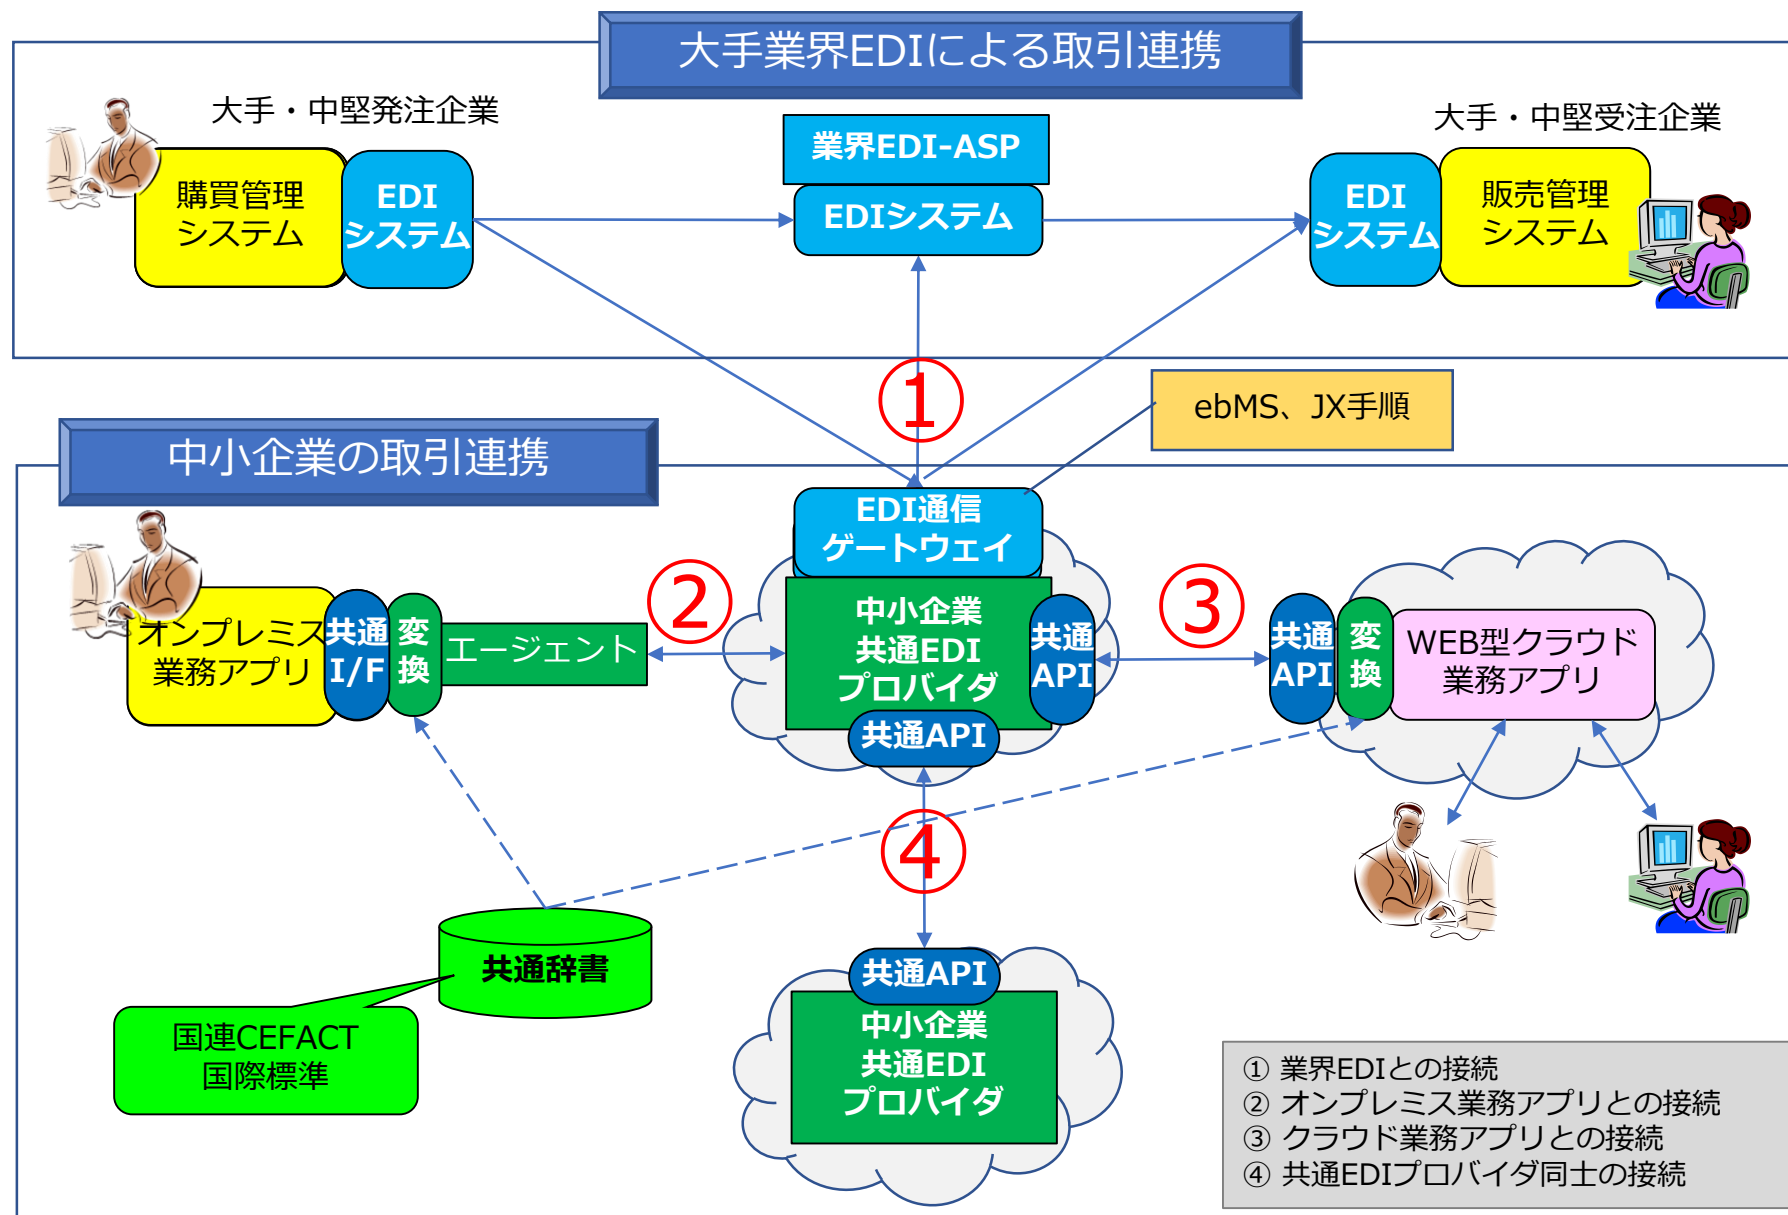 大手業界EDIによる取引連携
大手・中堅発注企業
大手・中堅受注企業
購買管理
システム
EDI
システム
業界EDI-ASP
EDIシステム
EDI
システム
販売管理
システム
①
ebMS、JX手順
中小企業の取引連携
EDI通信
ゲートウェイ
オンプレミス
業務アプリ
共通
I/F
変
換
エージェント
②
中小企業
共通EDI
プロバイダ
共通
API
共通API
③
共通
API
変
換
WEB型クラウド
業務アプリ
④
共通辞書
国連CEFACT
国際標準
共通API
中小企業
共通EDI
プロバイダ
① 業界EDIとの接続
② オンプレミス業務アプリとの接続
③ クラウド業務アプリとの接続
④ 共通EDIプロバイダ同士の接続